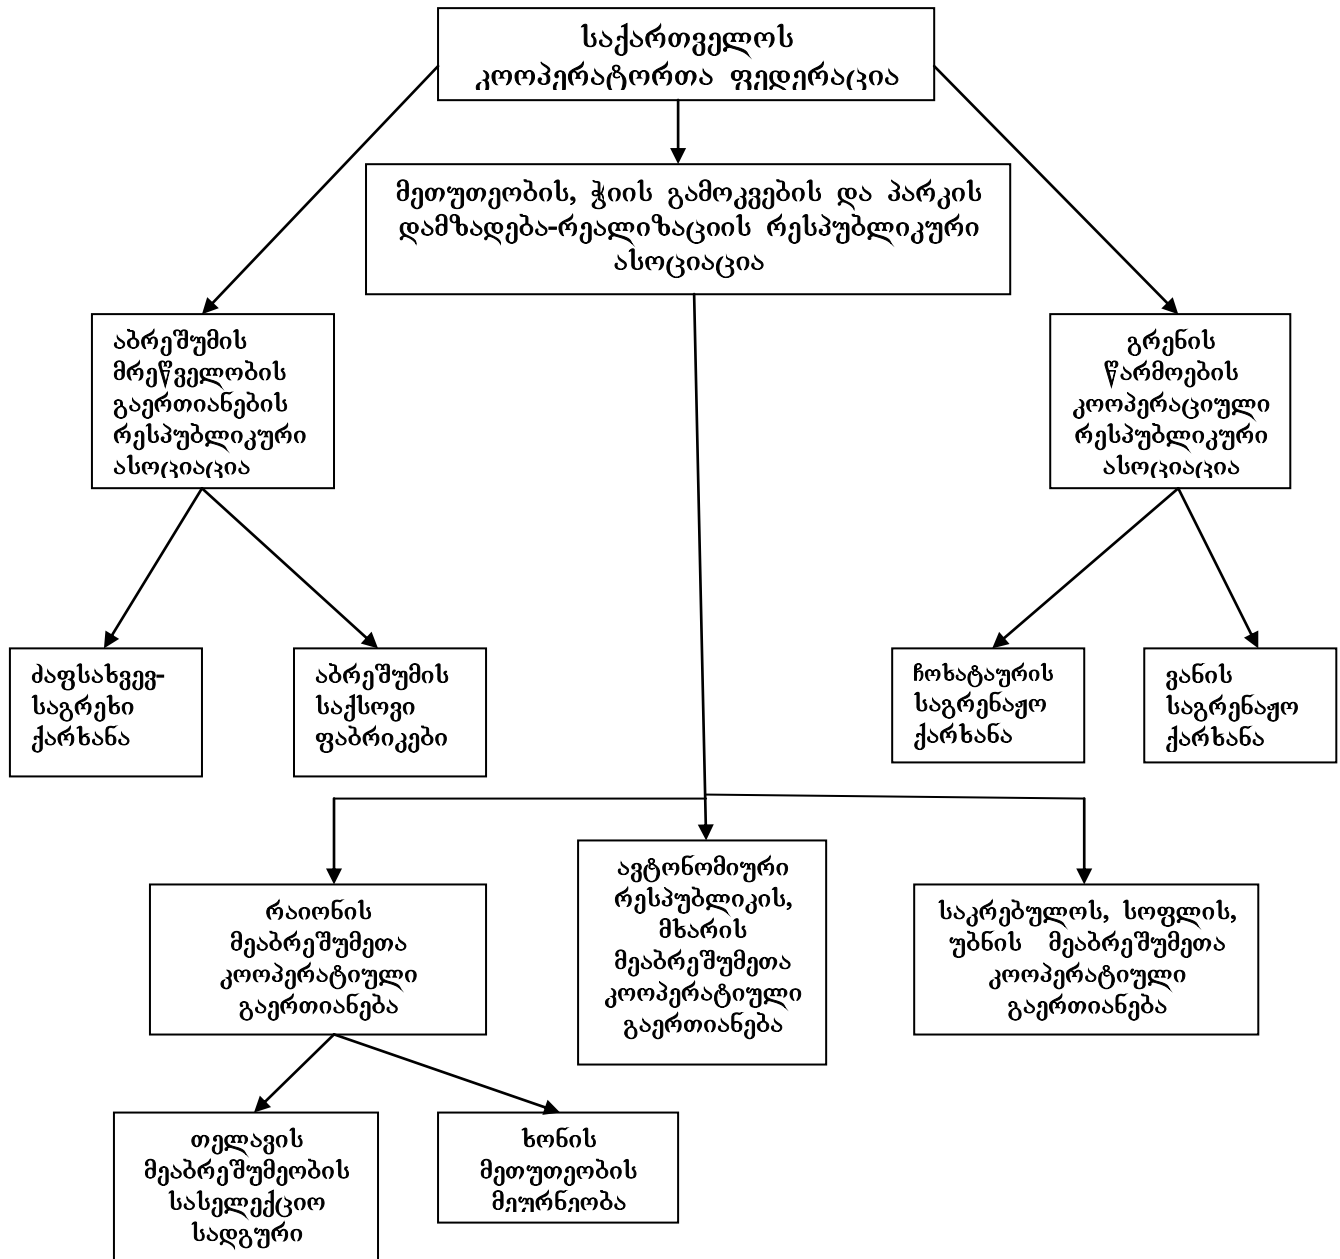 საქართველოს
კოოპერატორთა ფედერაცია
მეთუთეობის, ჭიის გამოკვების და პარკის
დამზადება-რეალიზაციის რესპუბლიკური
ასოციაცია
აბრეშუმის
მრეწველობის
გაერთიანების
რესპუბლიკური
ასოციაცია
გრენის
წარმოების
კოოპერაციული
რესპუბლიკური
ასოციაცია
ძაფსახვევ-
საგრეხი
ქარხანა
აბრეშუმის
საქსოვი
ფაბრიკები
ჩოხატაურის
საგრენაჟო
ქარხანა
ვანის
საგრენაჟო
ქარხანა
რაიონის
მეაბრეშუმეთა
კოოპერატიული
გაერთიანება
ავტონომიური
რესპუბლიკის,
მხარის
მეაბრეშუმეთა
კოოპერატიული
გაერთიანება
საკრებულოს, სოფლის,
უბნის მეაბრეშუმეთა
კოოპერატიული
გაერთიანება
თელავის
მეაბრეშუმეობის
სასელექციო
სადგური
ხონის
მეთუთეობის
მეურნეობა